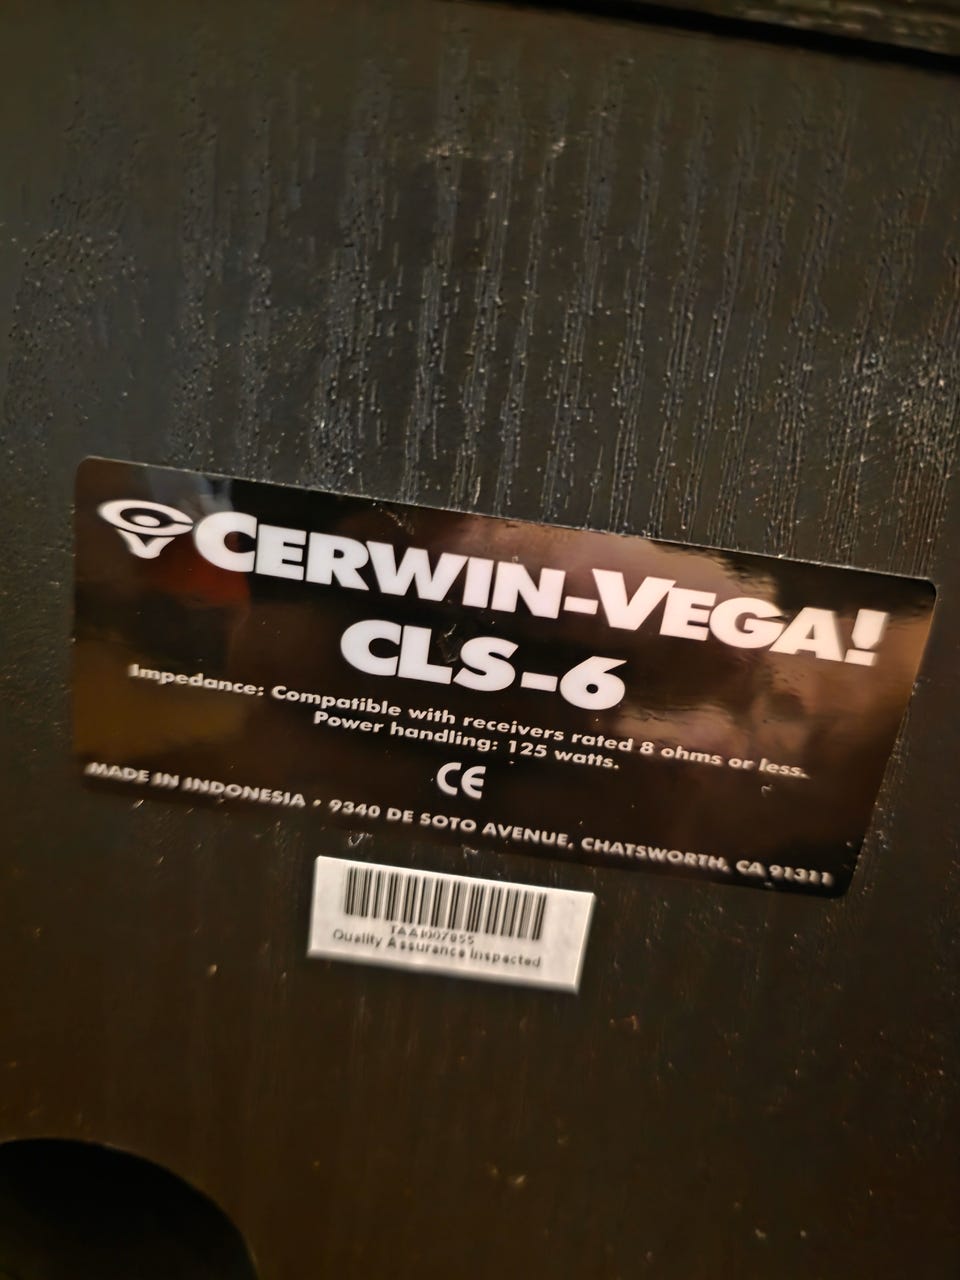 CERWIN-VEGA!
CLS-6
Impedance: Compatible with receivers rated 8 ohms or less.
Power handling: 125 watts.
CE
MADE IN INDONESIA • 9340 DE SOTO AVENUE, CHATSWORTH, CA 91311
Quality Assurance Inspected